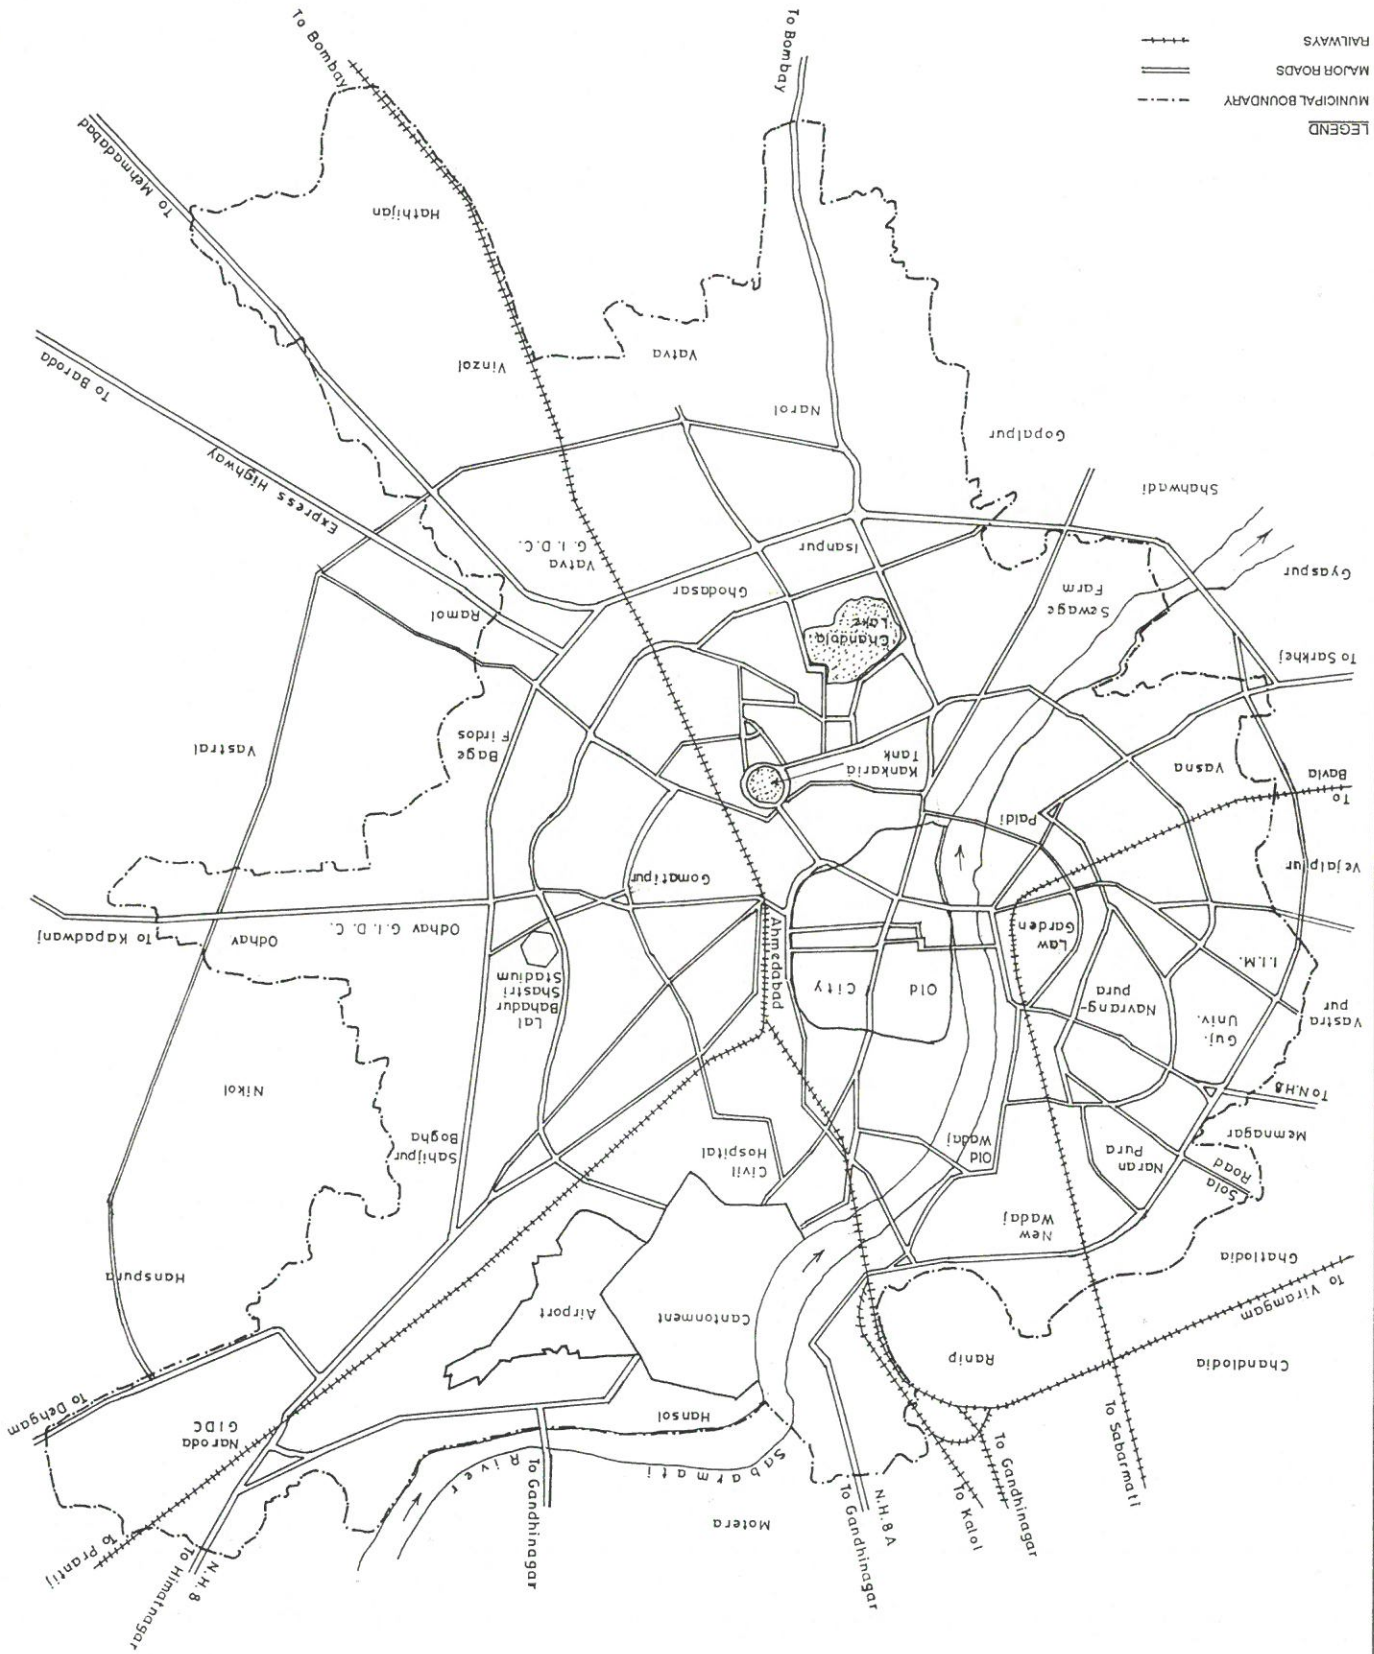 To Himatnagar
N.H. 8
To Prantij
To Gandhinagar
N.H. 8 A
To Kalol
To Gandhinagar
To Gandhinagar
Motera
To Sabarmati
Sabarmati
River
Naroda
GIDC
To Dehgam
Hansol
Chandlodia
Ranip
To Viramgam
Cantonment
Airport
Hanspura
Ghatlodia
New
Wadaj
Sola
Road
Naran
Pura
Old
Wadaj
Civil
Hospital
Sahijpur
Bogha
Memnagar
To N.H.8
Nikol
Vastra
pur
Guj.
Univ.
Navrang-
pura
Old
City
Ahmedabad
Lal
Bahadur
Shastri
Stadium
I.I.M.
Law
Garden
Odhav G. I. D. C.
Odhav
To Kapadwanj
Vejalpur
Gomatipur
Paldi
To
Bavla
Vasna
Kankaria
Tank
Bage
Firdos
Vastral
To Sarkhej
Chandola
Lake
Ramol
Gyaspur
Sewage
Farm
Ghodasar
Isanpur
Vatva
G. I. D. C.
Shahwadi
Express Highway
Gopalpur
Narol
To Baroda
Vinzol
Vatva
Hathijan
To Mehmadabad
To Bombay
To Bombay
LEGEND
MUNICIPAL BOUNDARY
MAJOR ROADS
RAILWAYS